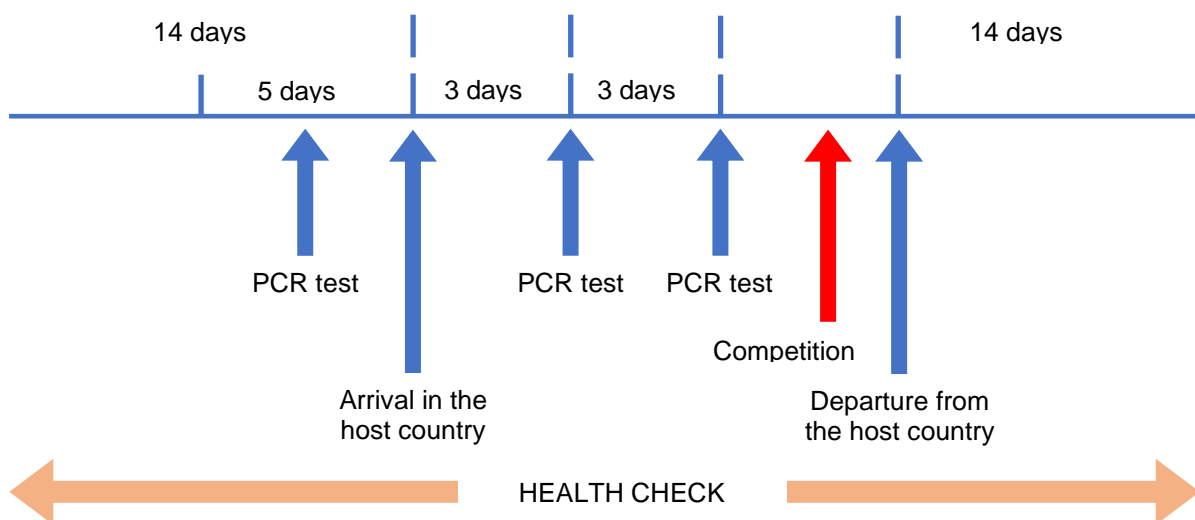 14 days
14 days
5 days
3 days
3 days
PCR test
PCR test
PCR test
Competition
Arrival in the
host country
Departure from
the host country
HEALTH CHECK